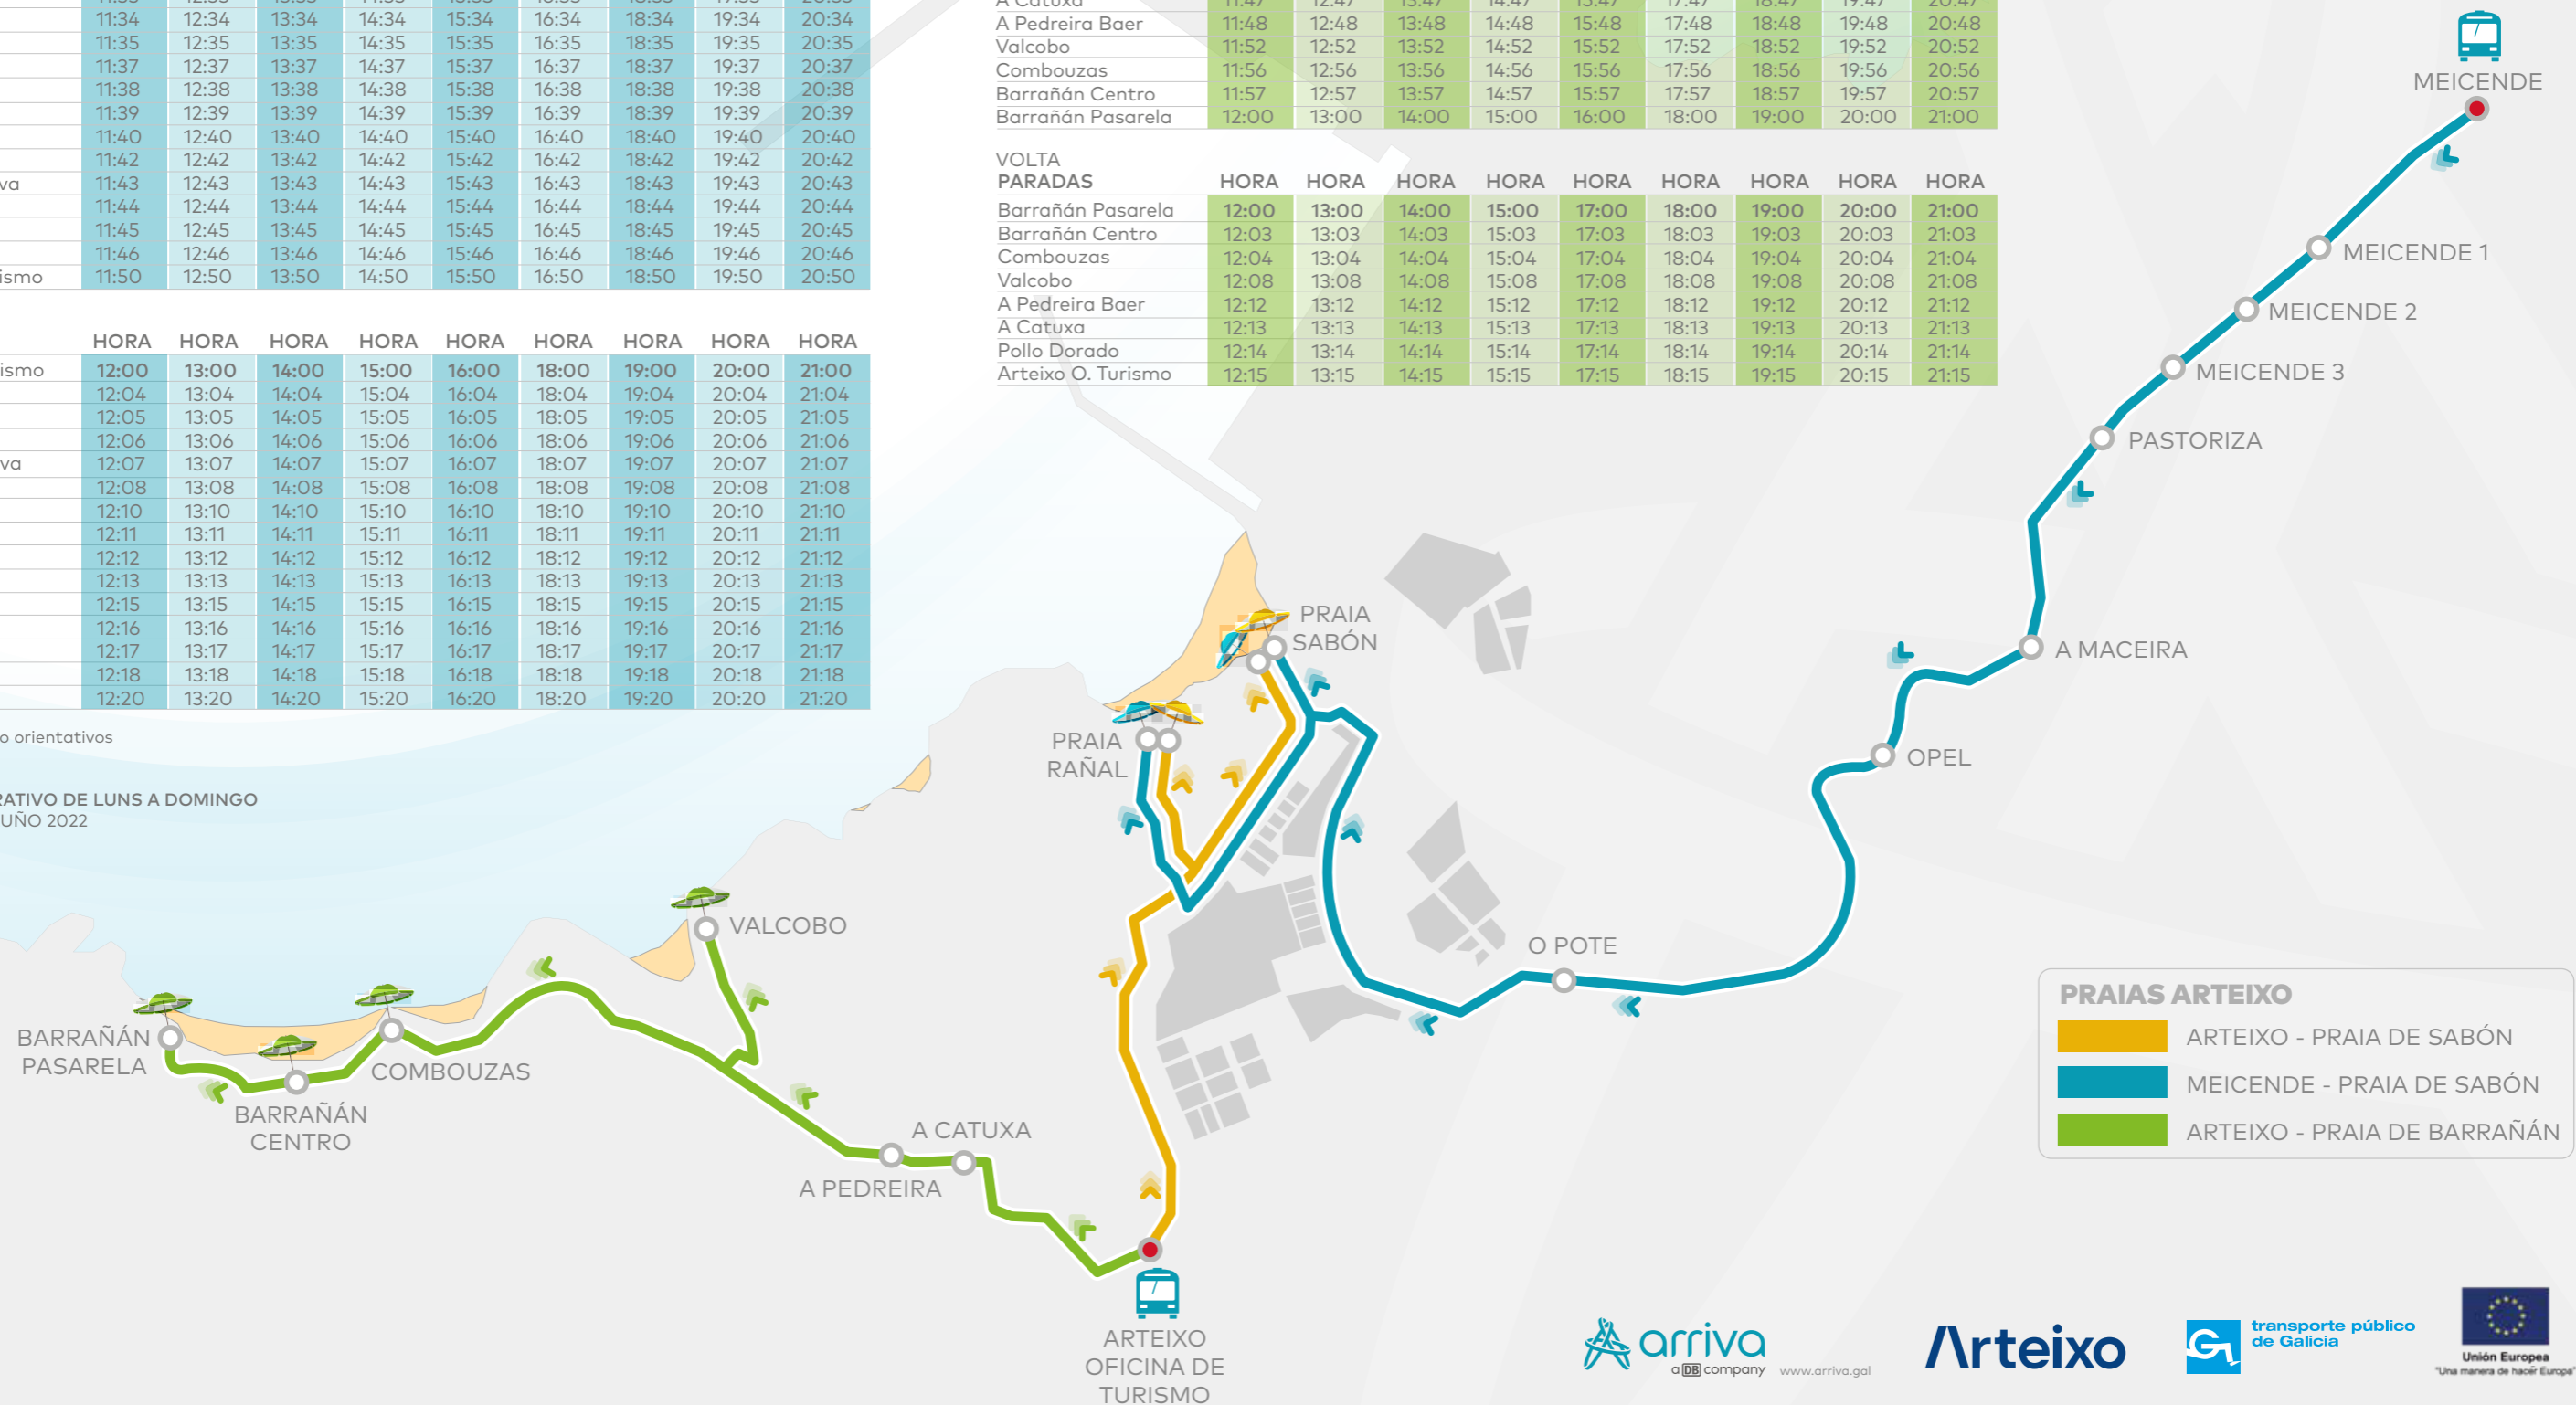 11:34 12:34 13:34 14:34 15:34 16:34 18:34 19:34 20:34
11:35 12:35 13:35 14:35 15:35 16:35 18:35 19:35 20:35
11:37 12:37 13:37 14:37 15:37 16:37 18:37 19:37 20:37
11:38 12:38 13:38 14:38 15:38 16:38 18:38 19:38 20:38
11:39 12:39 13:39 14:39 15:39 16:39 18:39 19:39 20:39
11:40 12:40 13:40 14:40 15:40 16:40 18:40 19:40 20:40
11:42 12:42 13:42 14:42 15:42 16:42 18:42 19:42 20:42
va 11:43 12:43 13:43 14:43 15:43 16:43 18:43 19:43 20:43
11:44 12:44 13:44 14:44 15:44 16:44 18:44 19:44 20:44
11:45 12:45 13:45 14:45 15:45 16:45 18:45 19:45 20:45
11:46 12:46 13:46 14:46 15:46 16:46 18:46 19:46 20:46
ismo 11:50 12:50 13:50 14:50 15:50 16:50 18:50 19:50 20:50
HORA HORA HORA HORA HORA HORA HORA HORA HORA
ismo 12:00 13:00 14:00 15:00 16:00 18:00 19:00 20:00 21:00
12:04 13:04 14:04 15:04 16:04 18:04 19:04 20:04 21:04
12:05 13:05 14:05 15:05 16:05 18:05 19:05 20:05 21:05
12:06 13:06 14:06 15:06 16:06 18:06 19:06 20:06 21:06
va 12:07 13:07 14:07 15:07 16:07 18:07 19:07 20:07 21:07
12:08 13:08 14:08 15:08 16:08 18:08 19:08 20:08 21:08
12:10 13:10 14:10 15:10 16:10 18:10 19:10 20:10 21:10
12:11 13:11 14:11 15:11 16:11 18:11 19:11 20:11 21:11
12:12 13:12 14:12 15:12 16:12 18:12 19:12 20:12 21:12
12:13 13:13 14:13 15:13 16:13 18:13 19:13 20:13 21:13
12:15 13:15 14:15 15:15 16:15 18:15 19:15 20:15 21:15
12:16 13:16 14:16 15:16 16:16 18:16 19:16 20:16 21:16
12:17 13:17 14:17 15:17 16:17 18:17 19:17 20:17 21:17
12:18 13:18 14:18 15:18 16:18 18:18 19:18 20:18 21:18
12:20 13:20 14:20 15:20 16:20 18:20 19:20 20:20 21:20
o orientativos
RATIVO DE LUNS A DOMINGO
UÑO 2022
A Catuxa 11:47 12:47 13:47 14:47 15:47 17:47 18:47 19:47 20:47
A Pedreira Baer 11:48 12:48 13:48 14:48 15:48 17:48 18:48 19:48 20:48
Valcobo 11:52 12:52 13:52 14:52 15:52 17:52 18:52 19:52 20:52
Combouzas 11:56 12:56 13:56 14:56 15:56 17:56 18:56 19:56 20:56
Barrañán Centro 11:57 12:57 13:57 14:57 15:57 17:57 18:57 19:57 20:57
Barrañán Pasarela 12:00 13:00 14:00 15:00 16:00 18:00 19:00 20:00 21:00
VOLTA
PARADAS HORA HORA HORA HORA HORA HORA HORA HORA HORA
Barrañán Pasarela 12:00 13:00 14:00 15:00 17:00 18:00 19:00 20:00 21:00
Barrañán Centro 12:03 13:03 14:03 15:03 17:03 18:03 19:03 20:03 21:03
Combouzas 12:04 13:04 14:04 15:04 17:04 18:04 19:04 20:04 21:04
Valcobo 12:08 13:08 14:08 15:08 17:08 18:08 19:08 20:08 21:08
A Pedreira Baer 12:12 13:12 14:12 15:12 17:12 18:12 19:12 20:12 21:12
A Catuxa 12:13 13:13 14:13 15:13 17:13 18:13 19:13 20:13 21:13
Pollo Dorado 12:14 13:14 14:14 15:14 17:14 18:14 19:14 20:14 21:14
Arteixo O. Turismo 12:15 13:15 14:15 15:15 17:15 18:15 19:15 20:15 21:15
MEICENDE
MEICENDE 1
MEICENDE 2
MEICENDE 3
PASTORIZA
A MACEIRA
OPEL
O POTE
PRAIA
SABÓN
PRAIA
RAÑAL
VALCOBO
BARRAÑÁN
PASARELA
COMBOUZAS
BARRAÑÁN
CENTRO
A CATUXA
A PEDREIRA
ARTEIXO
OFICINA DE
TURISMO
PRAIAS ARTEIXO
ARTEIXO - PRAIA DE SABÓN
MEICENDE - PRAIA DE SABÓN
ARTEIXO - PRAIA DE BARRAÑÁN
arriva
a DB company www.arriva.gal
Arteixo
transporte público
de Galicia
Unión Europea
"Una manera de hacer Europa"